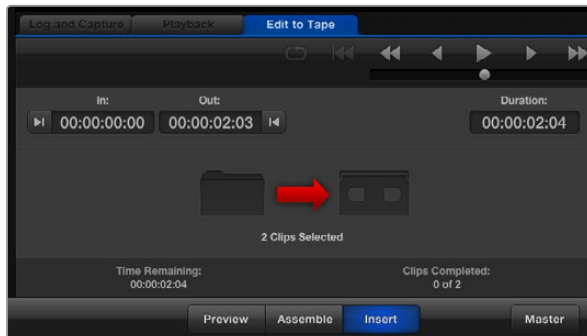 Log and Capture Playback Edit to Tape
In: Out: Duration:
00:00:00:00 00:00:02:03 00:00:02:04
2 Clips Selected
Time Remaining: Clips Completed:
00:00:02:04 0 of 2
Preview Assemble Insert Master